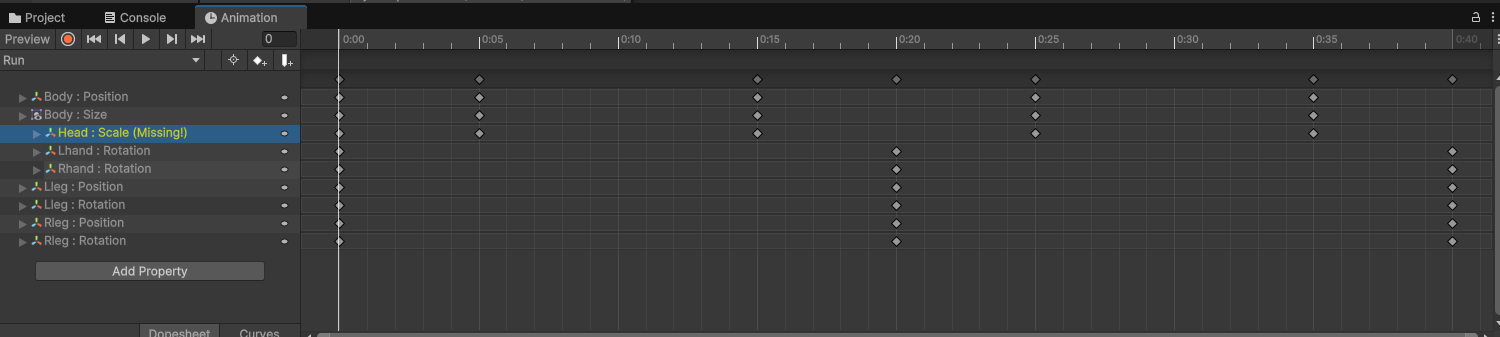 Project Console Animation
Preview 0 0:00 0:05 0:10 0:15 0:20 0:25 0:30 0:35 0:40
Run
Body : Position
Body : Size
Head : Scale (Missing!)
Lhand : Rotation
Rhand : Rotation
Lleg : Position
Lleg : Rotation
Rleg : Position
Rleg : Rotation
Add Property
Dopesheet Curves